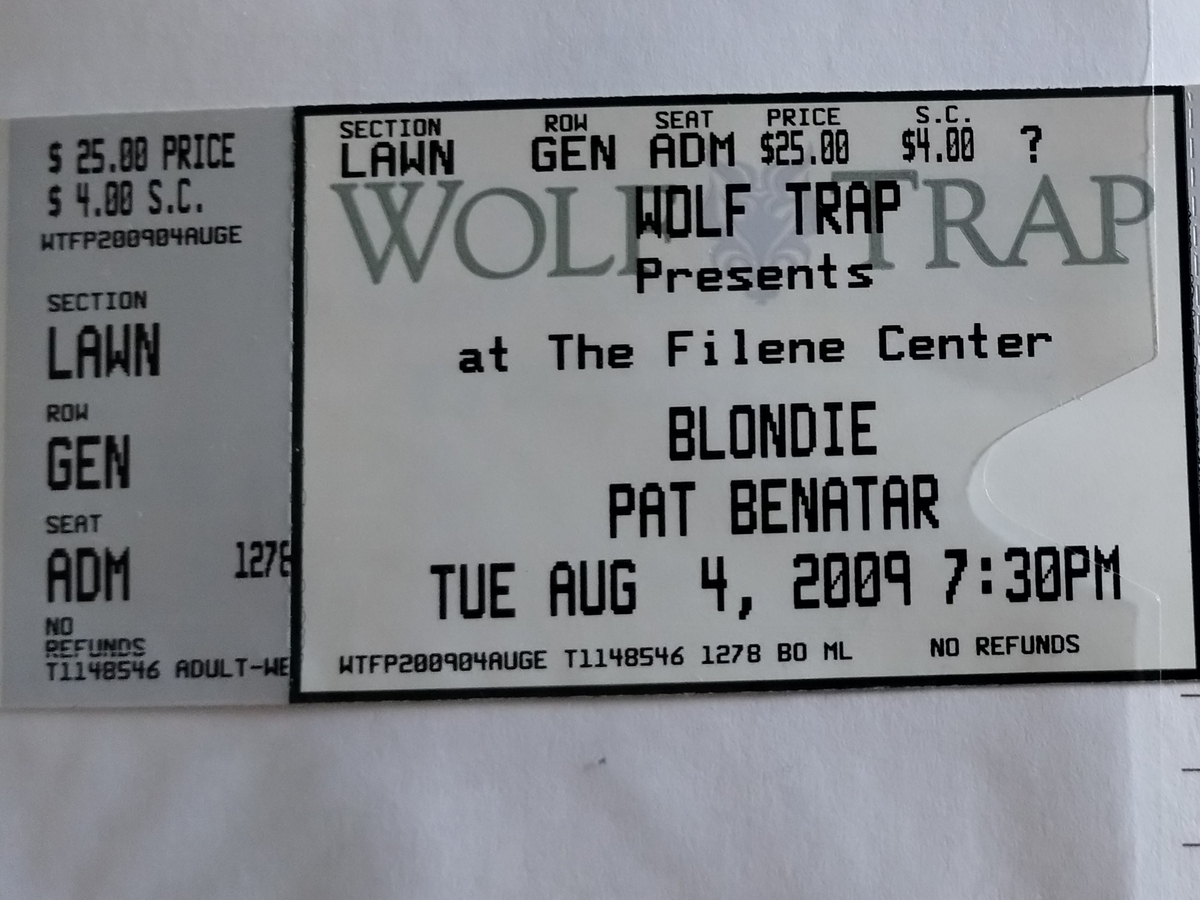 $ 25.00 PRICE
$ 4.00 S.C.
WTFP200904AUGE
SECTION
LAWN
ROW
GEN
SEAT
ADM 1278
NO
REFUNDS
T1148546 ADULT-WE
SECTION ROW SEAT PRICE S.C.
LAWN GEN ADM $25.00 $4.00 ?
WOLF TRAP
WOLF TRAP
Presents
at The Filene Center
BLONDIE
PAT BENATAR
TUE AUG 4, 2009 7:30PM
WTFP200904AUGE T1148546 1278 BO ML NO REFUNDS